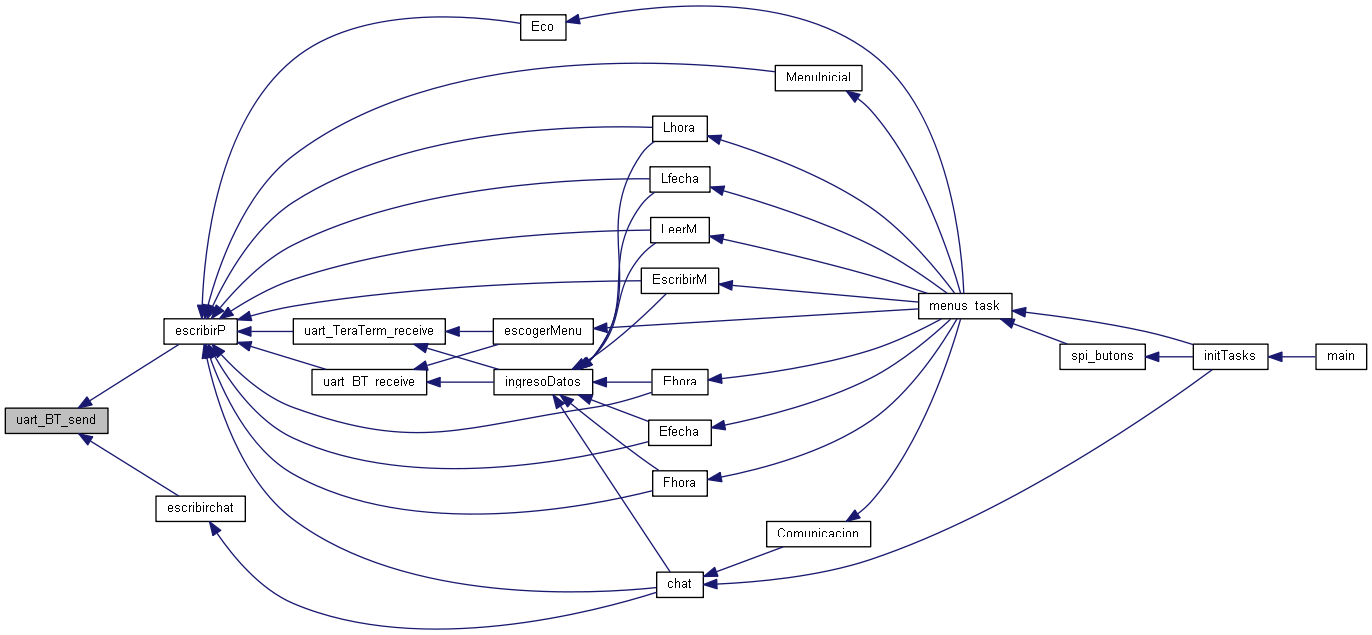 Eco
MenuInicial
Lhora
Lfecha
LeerM
EscribirM
menus_task
escribirP
uart_TeraTerm_receive
escogerMenu
spi_butons
initTasks
main
uart_BT_receive
ingresoDatos
Ehora
uart_BT_send
Efecha
Fhora
escribirchat
Comunicacion
chat